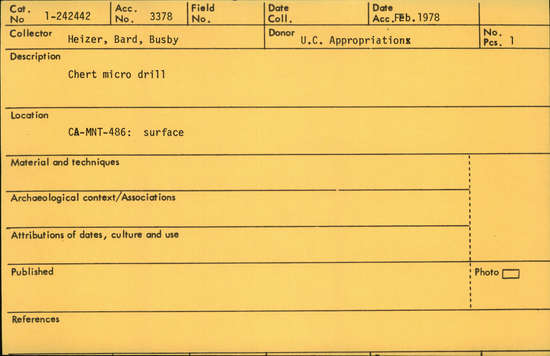 Cat. No 1-242442 Acc. No. 3378 Field No. Date Coll. Date Acc. Feb. 1978
Collector Heizer, Bard, Busby Donor U.C. Appropriations No. Pcs. 1
Description
Chert micro drill
Location
CA-MNT-486: surface
Material and techniques
Archaeological context/Associations
Attributions of dates, culture and use
Published Photo
References